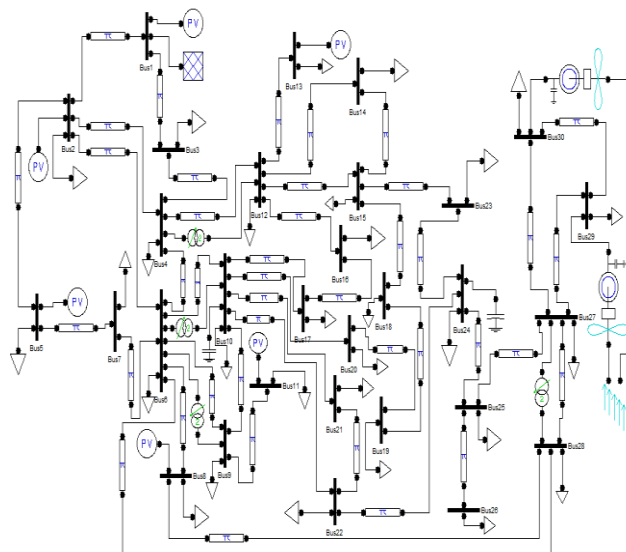 PV
PV
Bus1
Bus13
Bus14
Bus30
Bus2
PV
Bus3
Bus12
Bus15
Bus23
Bus29
Bus4
Bus16
PV
Bus5
Bus7
Bus6
Bus10
PV
Bus17
Bus18
Bus24
Bus27
Bus20
Bus11
Bus21
Bus19
Bus25
Bus28
PV
Bus8
Bus9
Bus22
Bus26